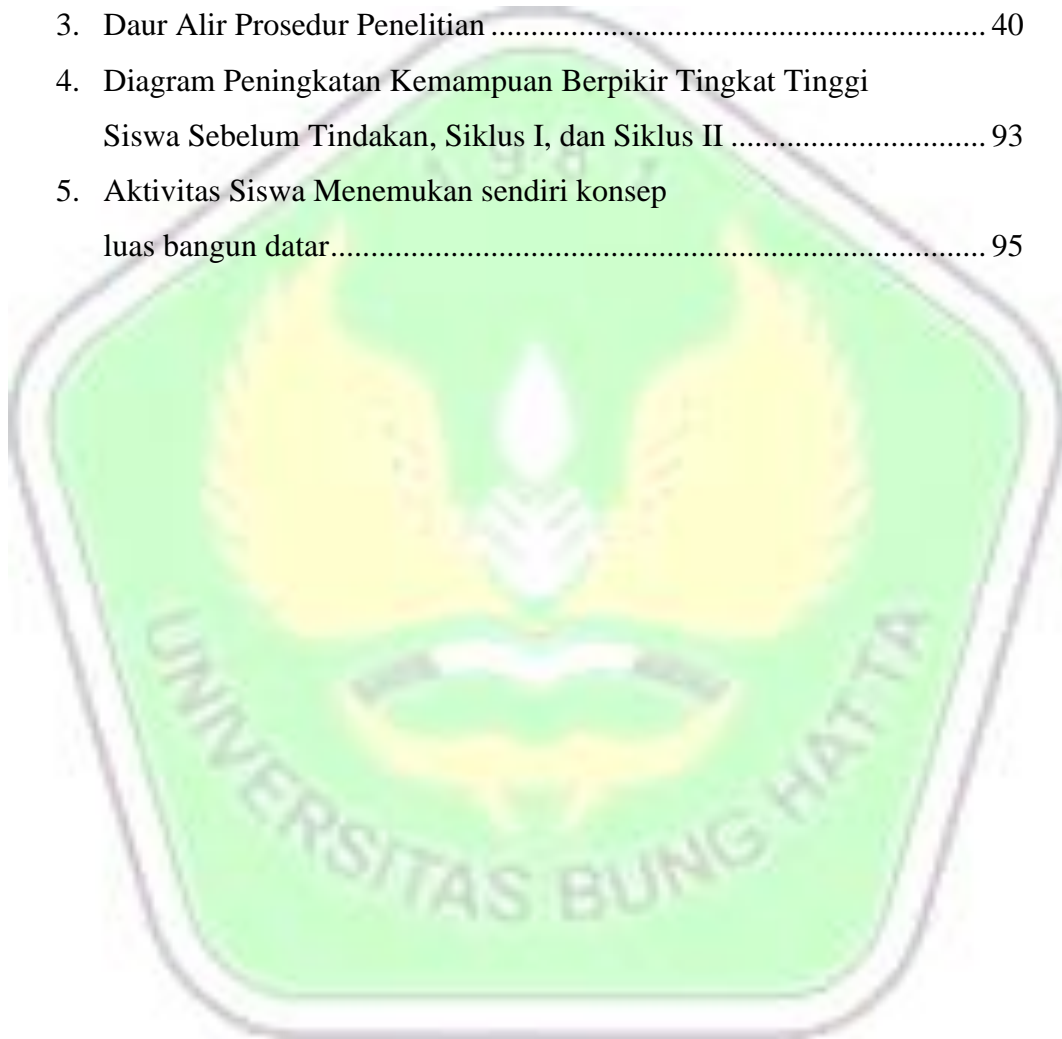 3. Daur Alir Prosedur Penelitian ............................................................ 40
4. Diagram Peningkatan Kemampuan Berpikir Tingkat Tinggi
Siswa Sebelum Tindakan, Siklus I, dan Siklus II ............................... 93
1981
5. Aktivitas Siswa Menemukan sendiri konsep
luas bangun datar................................................................................ 95
UNIVERSITAS BUNG HATTA